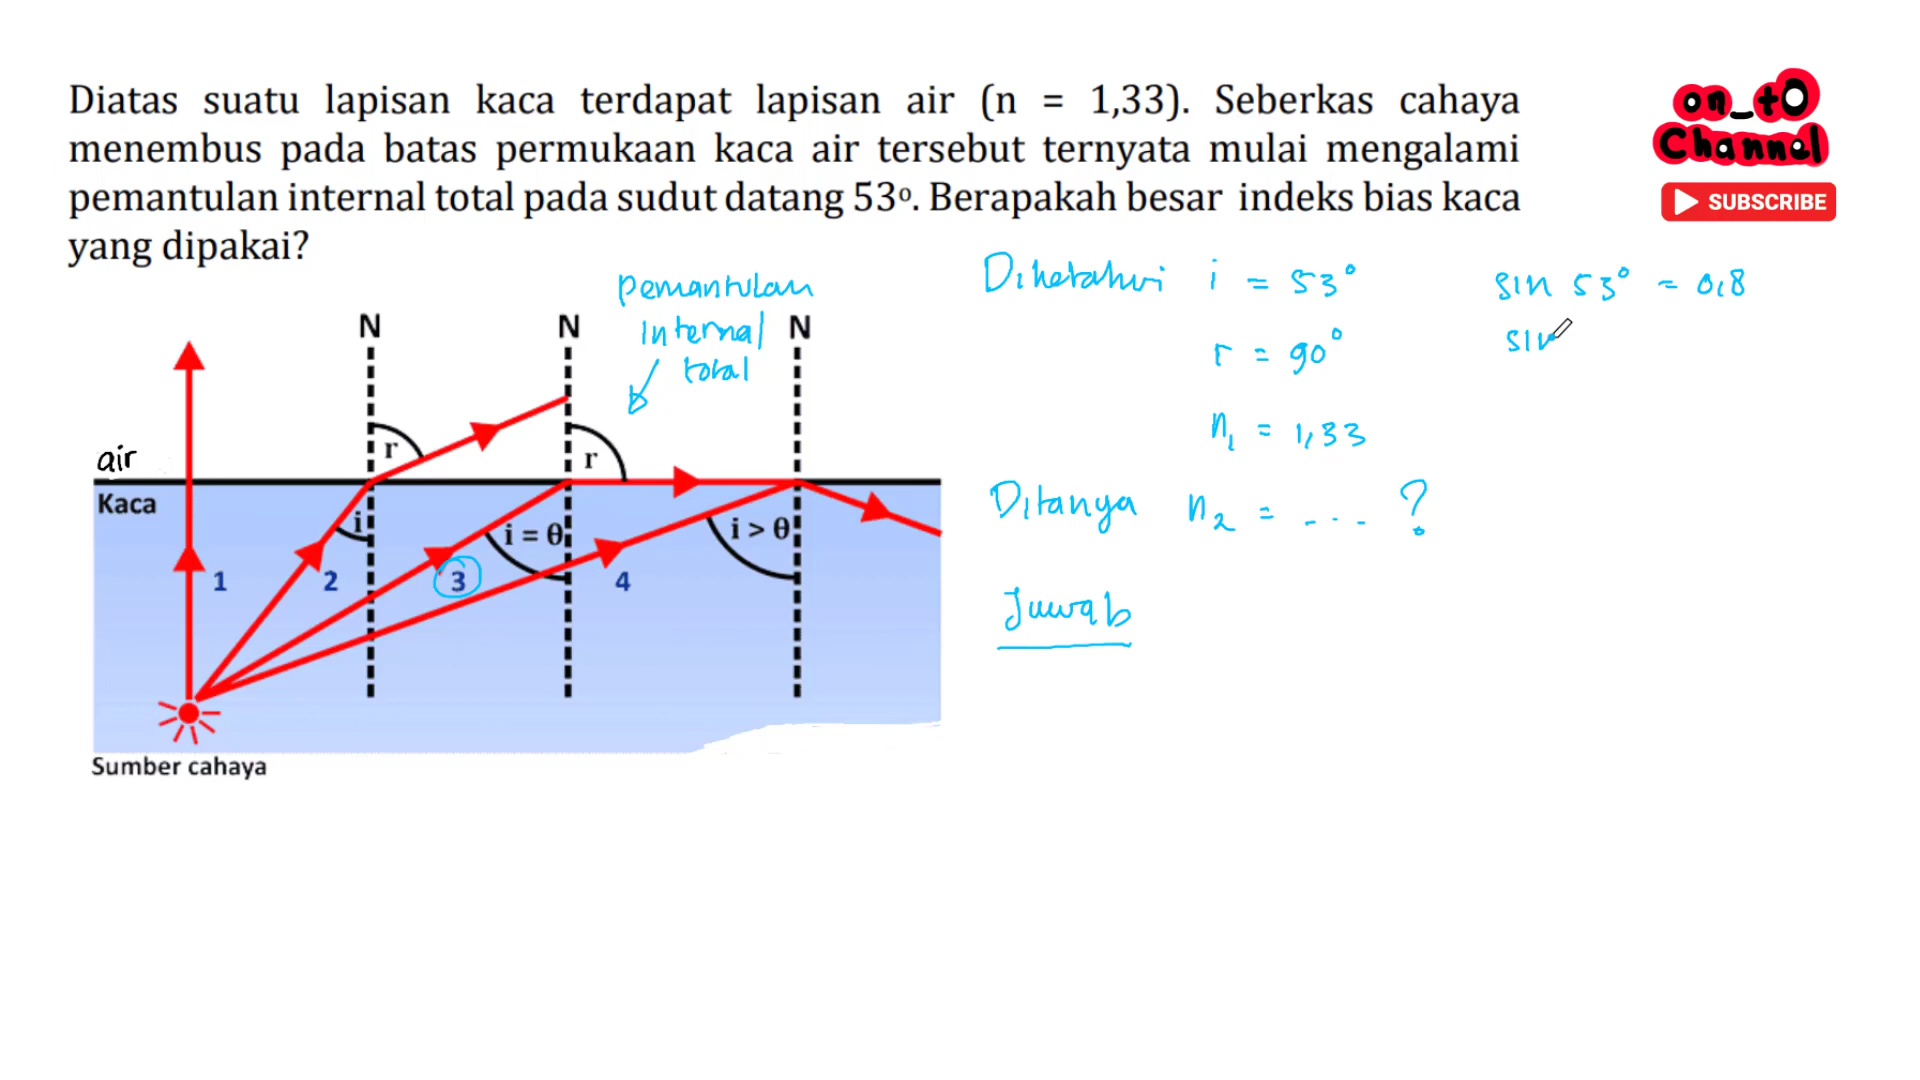 Diatas suatu lapisan kaca terdapat lapisan air (n = 1,33). Seberkas cahaya
menembus pada batas permukaan kaca air tersebut ternyata mulai mengalami
pemantulan internal total pada sudut datang 53º. Berapakah besar indeks bias kaca
yang dipakai?
on_tO
Channel
SUBSCRIBE
Pemantulan
Internal
total
N
N
N
air
Kaca
r
r
i
i = θ
i > θ
1
2
3
4
Sumber cahaya
Diketahui i = 53°
r = 90°
n₁ = 1,33
sin 53° = 0,8
sin
Ditanya n₂ = ... ?
Jawab